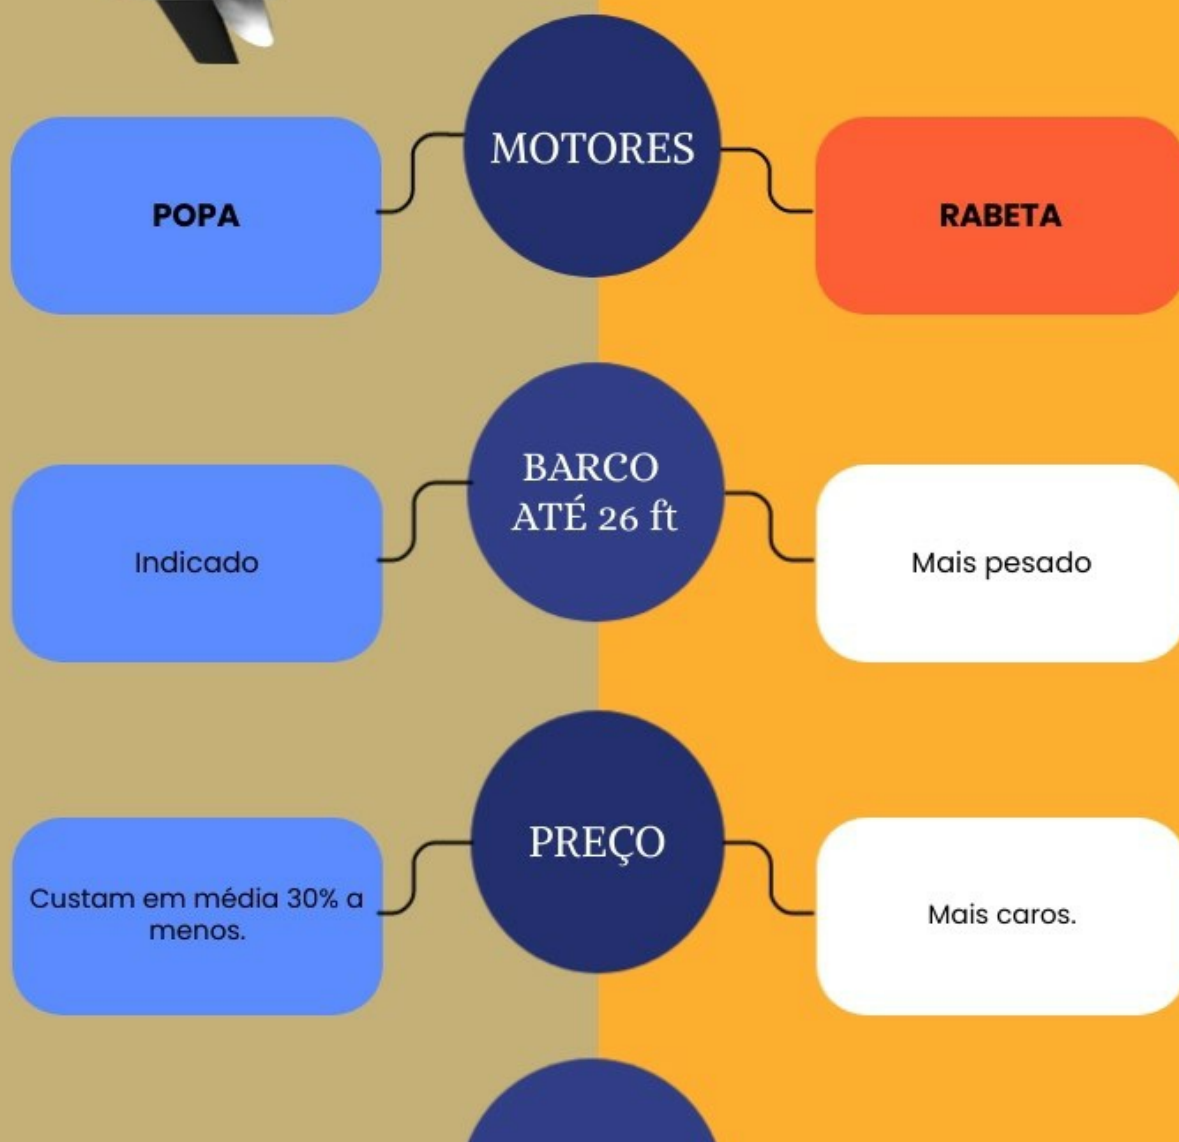 MOTORES
POPA
RABETA
BARCO
ATÉ 26 ft
Indicado
Mais pesado
PREÇO
Custam em média 30% a
menos.
Mais caros.